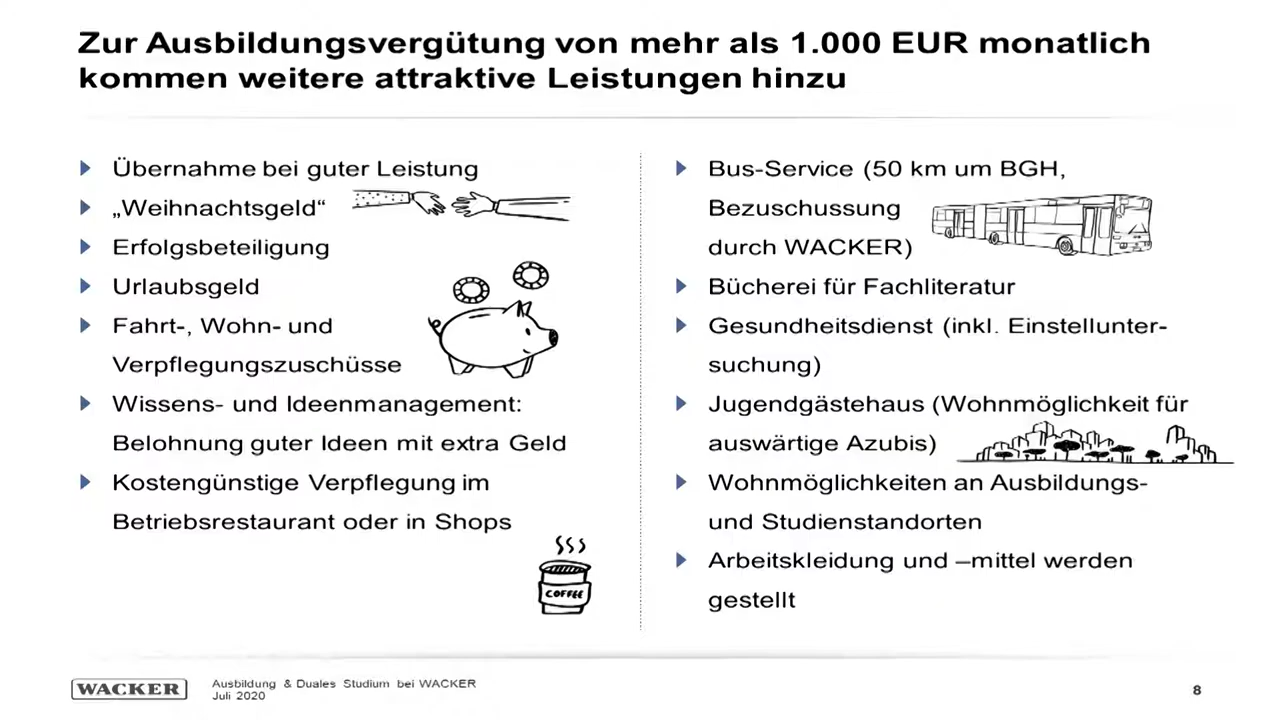 Zur Ausbildungsvergütung von mehr als 1.000 EUR monatlich
kommen weitere attraktive Leistungen hinzu
Übernahme bei guter Leistung
„Weihnachtsgeld“
Erfolgsbeteiligung
Urlaubsgeld
Fahrt-, Wohn- und
Verpflegungszuschüsse
Wissens- und Ideenmanagement:
Belohnung guter Ideen mit extra Geld
Kostengünstige Verpflegung im
Betriebsrestaurant oder in Shops
COFFEE
Bus-Service (50 km um BGH,
Bezuschussung
durch WACKER)
Bücherei für Fachliteratur
Gesundheitsdienst (inkl. Einstellunter-
suchung)
Jugendgästehaus (Wohnmöglichkeit für
auswärtige Azubis)
Wohnmöglichkeiten an Ausbildungs-
und Studienstandorten
Arbeitskleidung und –mittel werden
gestellt
WACKER
Ausbildung & Duales Studium bei WACKER
Juli 2020
8